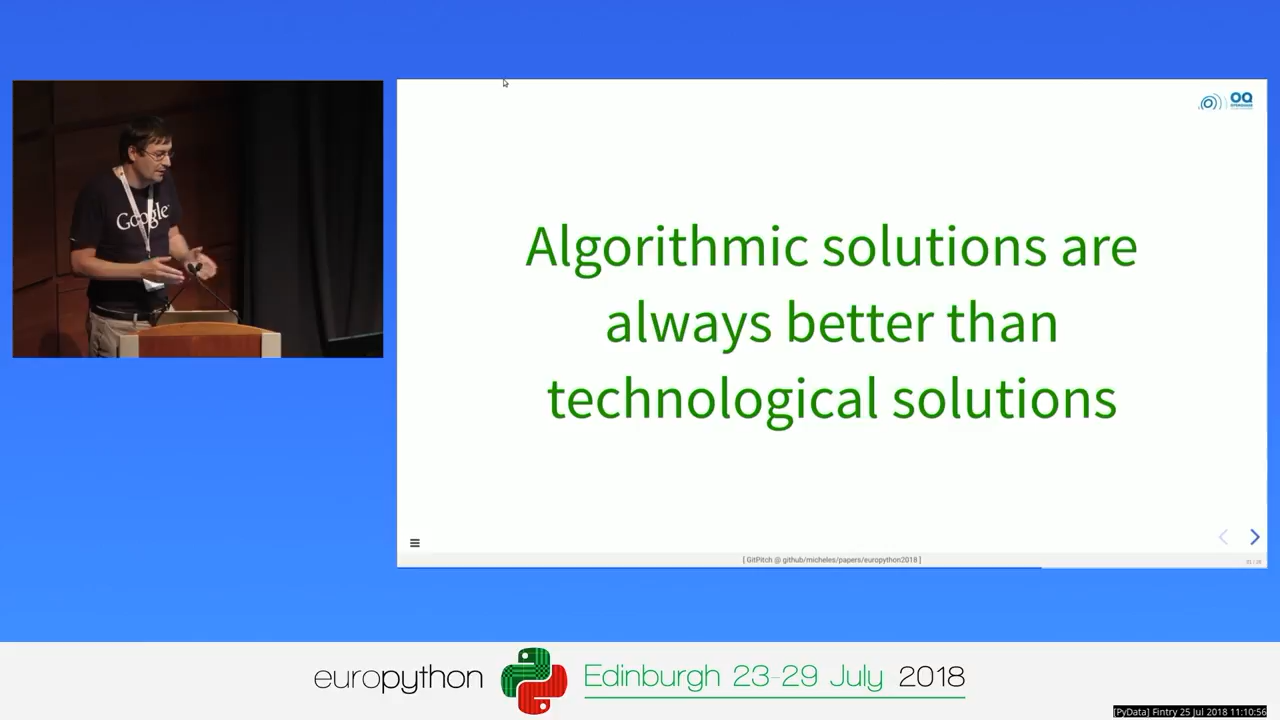 Google
OQ
Algorithmic solutions are
always better than
technological solutions
[ GitPitch @ github/micheles/papers/europython2018 ]
europython
Edinburgh 23-29 July 2018
[PyData] Fintry 25 Jul 2018 11:10:56